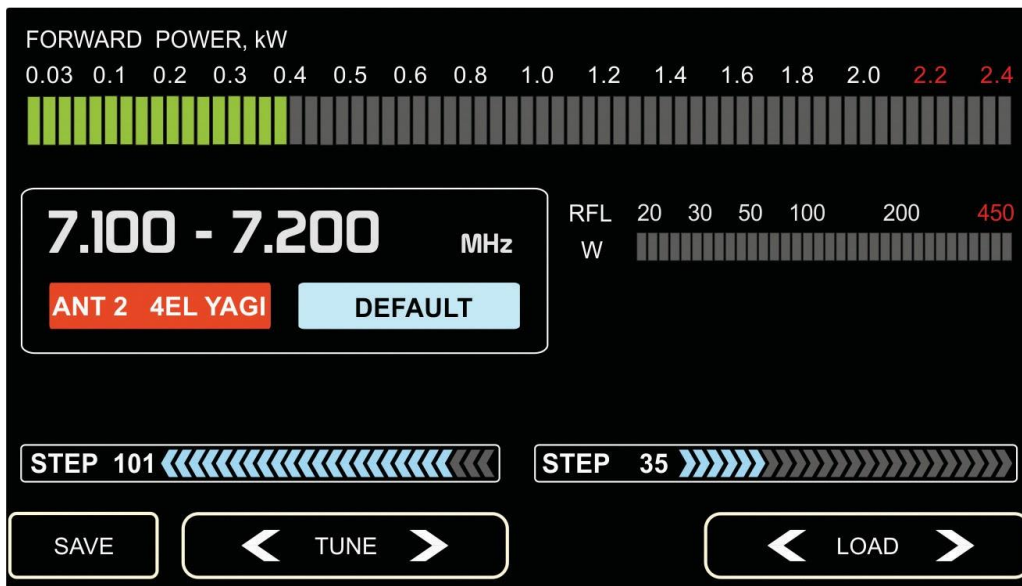 FORWARD POWER, kW
0.03 0.1 0.2 0.3 0.4 0.5 0.6 0.8 1.0 1.2 1.4 1.6 1.8 2.0 2.2 2.4
7.100 - 7.200 MHz
RFL 20 30 50 100 200 450
W
ANT 2 4EL YAGI DEFAULT
STEP 101 STEP 35
SAVE TUNE LOAD